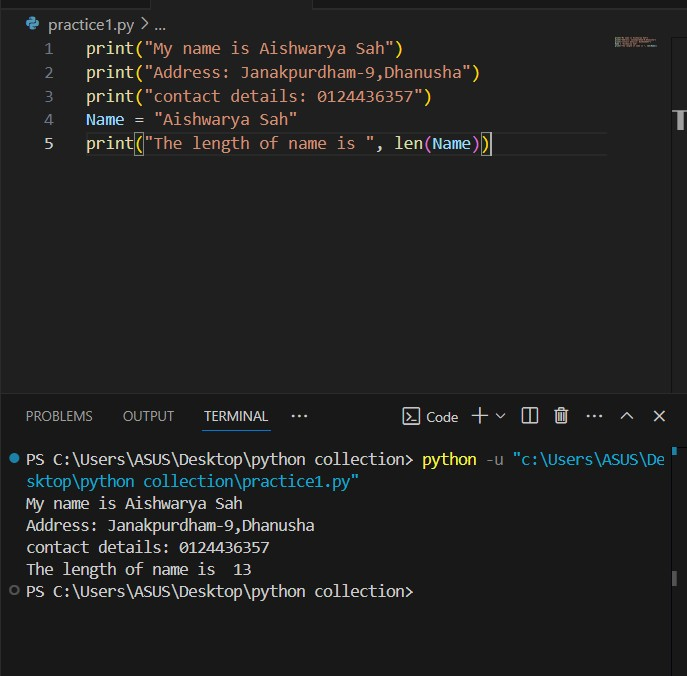 practice1.py > ...
1 print("My name is Aishwarya Sah")
2 print("Address: Janakpurdham-9,Dhanusha")
3 print("contact details: 0124436357")
4 Name = "Aishwarya Sah"
5 print("The length of name is ", len(Name))
PROBLEMS OUTPUT TERMINAL ... Code
PS C:\Users\ASUS\Desktop\python collection> python -u "c:\Users\ASUS\De
sktop\python collection\practice1.py"
My name is Aishwarya Sah
Address: Janakpurdham-9,Dhanusha
contact details: 0124436357
The length of name is  13
PS C:\Users\ASUS\Desktop\python collection>